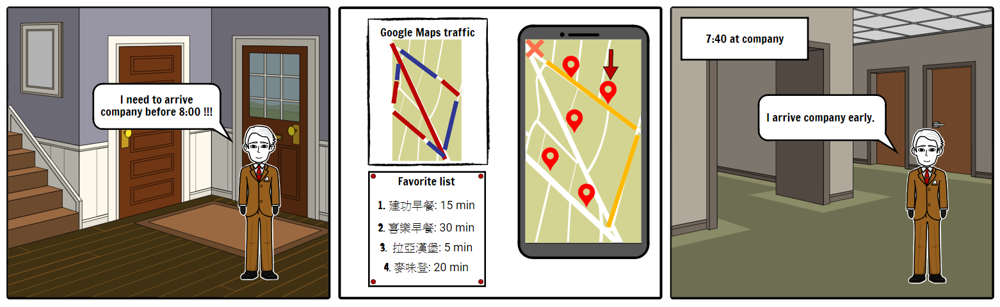 I need to arrive
company before 8:00 !!!
Google Maps traffic
Favorite list
1. 建功早餐: 15 min
2. 喜樂早餐: 30 min
3. 拉亞漢堡: 5 min
4. 麥味登: 20 min
7:40 at company
I arrive company early.